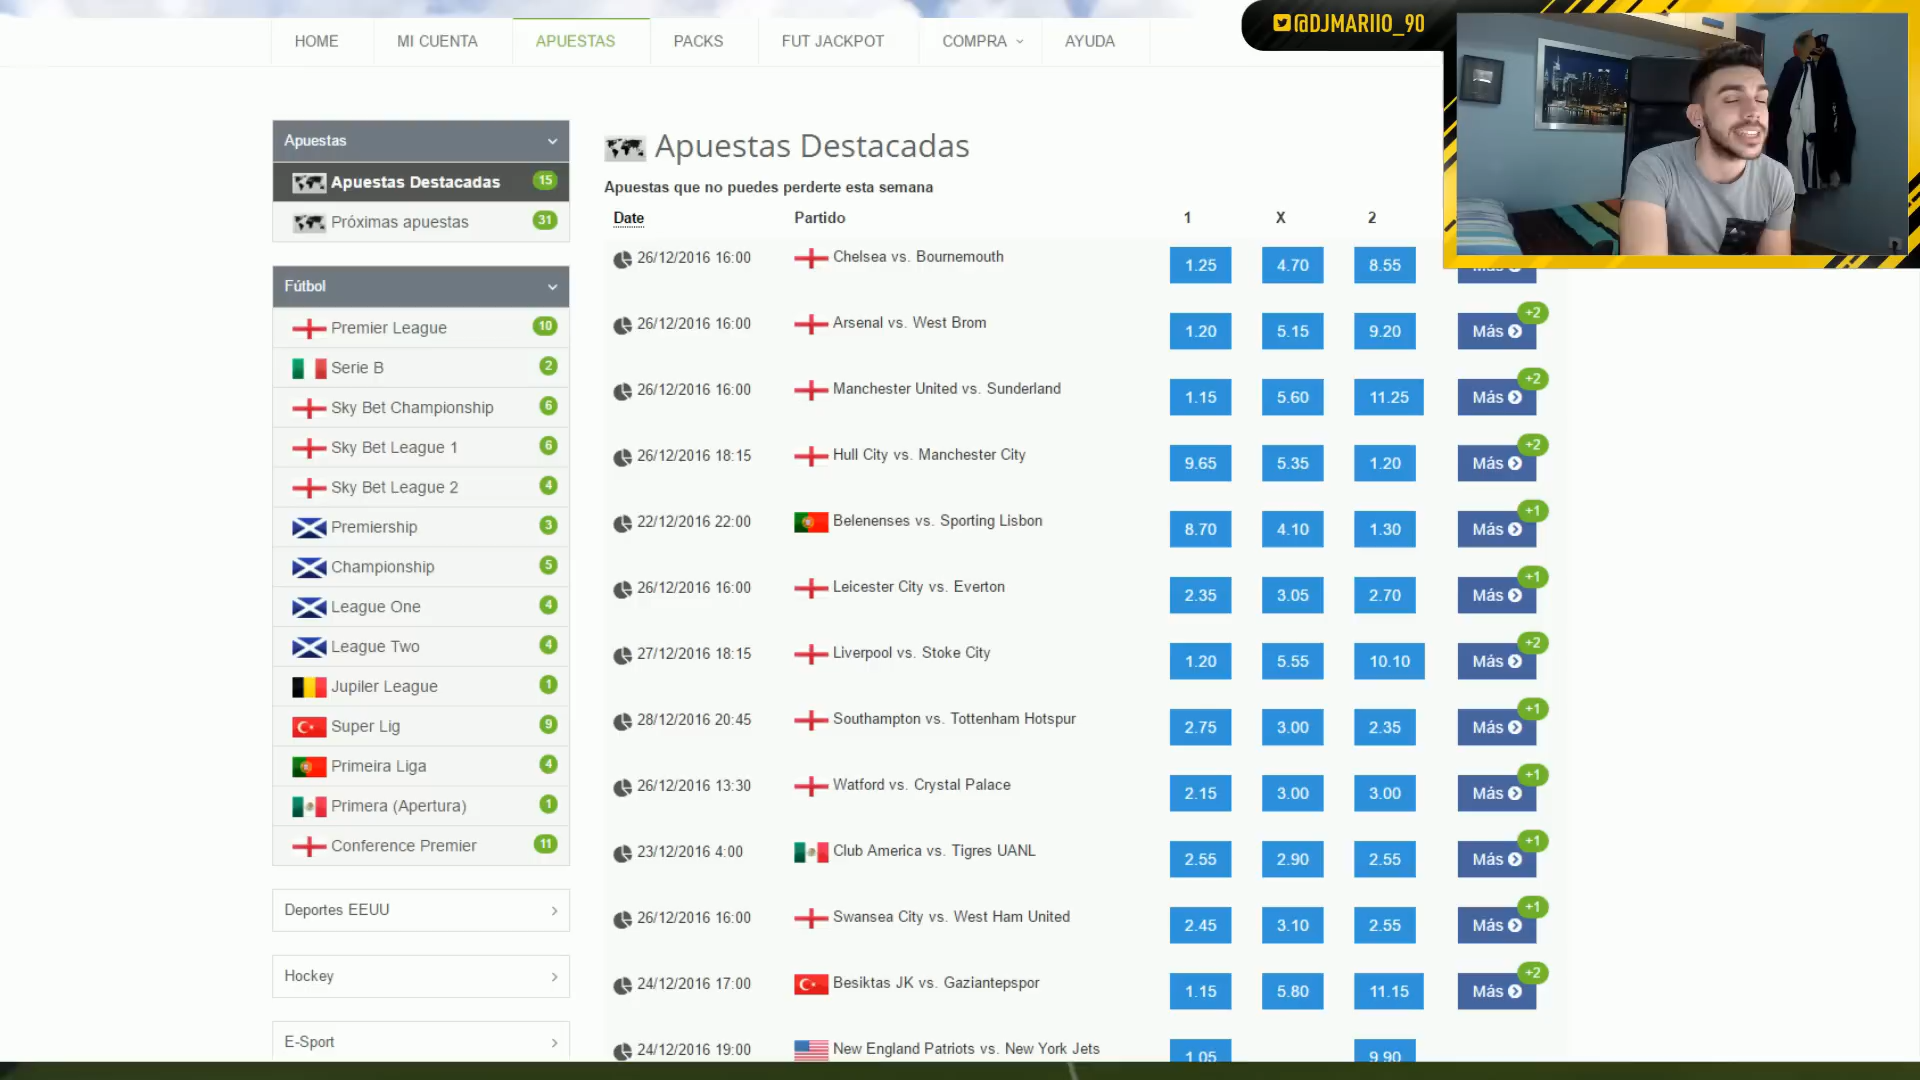 HOME MI CUENTA APUESTAS PACKS FUT JACKPOT COMPRA AYUDA
@DJMARIIO_90
Apuestas
Apuestas Destacadas 15
Próximas apuestas 31
Fútbol
Premier League 10
Serie B 2
Sky Bet Championship 6
Sky Bet League 1 6
Sky Bet League 2 4
Premiership 3
Championship 5
League One 4
League Two 4
Jupiler League 1
Super Lig 9
Primeira Liga 4
Primera (Apertura) 1
Conference Premier 11
Deportes EEUU
Hockey
E-Sport
Apuestas Destacadas
Apuestas que no puedes perderte esta semana
Date Partido 1 X 2
26/12/2016 16:00 Chelsea vs. Bournemouth 1.25 4.70 8.55 Más
26/12/2016 16:00 Arsenal vs. West Brom 1.20 5.15 9.20 Más +2
26/12/2016 16:00 Manchester United vs. Sunderland 1.15 5.60 11.25 Más +2
26/12/2016 18:15 Hull City vs. Manchester City 9.65 5.35 1.20 Más +2
22/12/2016 22:00 Belenenses vs. Sporting Lisbon 8.70 4.10 1.30 Más +1
26/12/2016 16:00 Leicester City vs. Everton 2.35 3.05 2.70 Más +1
27/12/2016 18:15 Liverpool vs. Stoke City 1.20 5.55 10.10 Más +2
28/12/2016 20:45 Southampton vs. Tottenham Hotspur 2.75 3.00 2.35 Más +1
26/12/2016 13:30 Watford vs. Crystal Palace 2.15 3.00 3.00 Más +1
23/12/2016 4:00 Club America vs. Tigres UANL 2.55 2.90 2.55 Más +1
26/12/2016 16:00 Swansea City vs. West Ham United 2.45 3.10 2.55 Más +1
24/12/2016 17:00 Besiktas JK vs. Gaziantepspor 1.15 5.80 11.15 Más +2
24/12/2016 19:00 New England Patriots vs. New York Jets 1.05 9.90